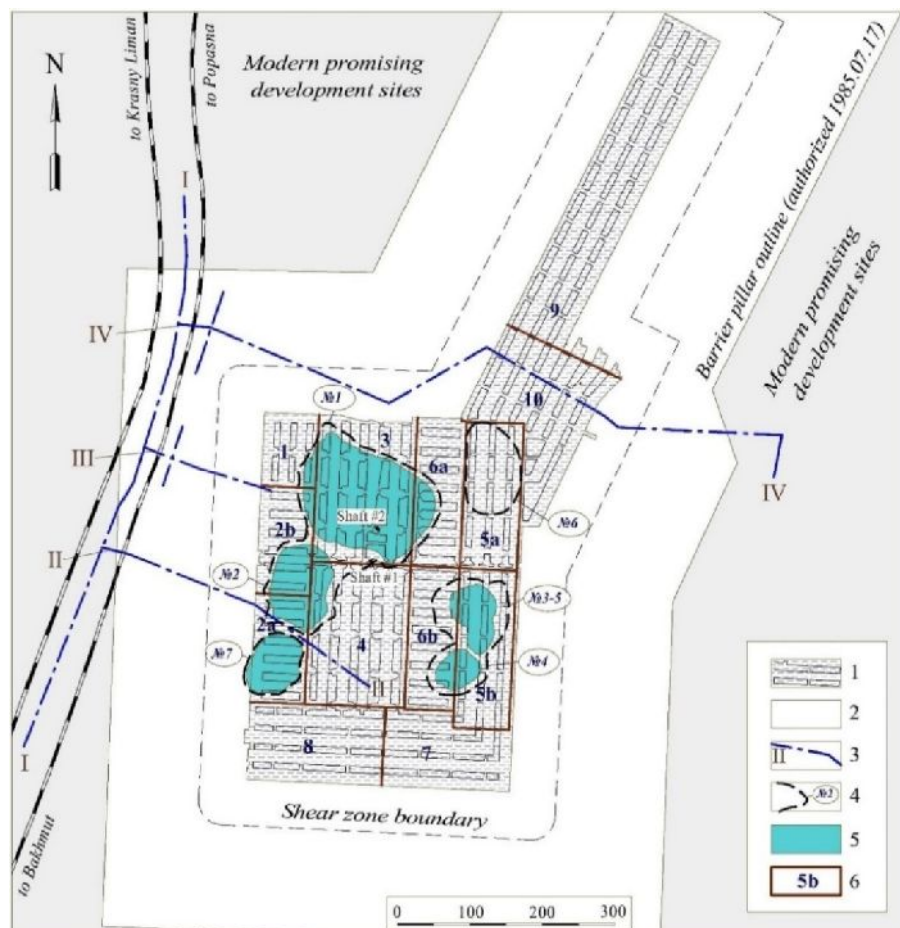 to Krasny Liman
to Popasna
Modern promising
development sites
N
Barrier pillar outline (authorized 1985.07.17)
Modern promising
development sites
I
IV
9
10
№1
3
1
6a
III
Shaft #2
IV
№6
2b
5a
II
Shaft #1
№2
№3-5
2a
6b
4
№4
№7
II
5b
I
8
7
Shear zone boundary
to Bakhmut
0 100 200 300
1
2
II 3
№2 4
5
5b 6